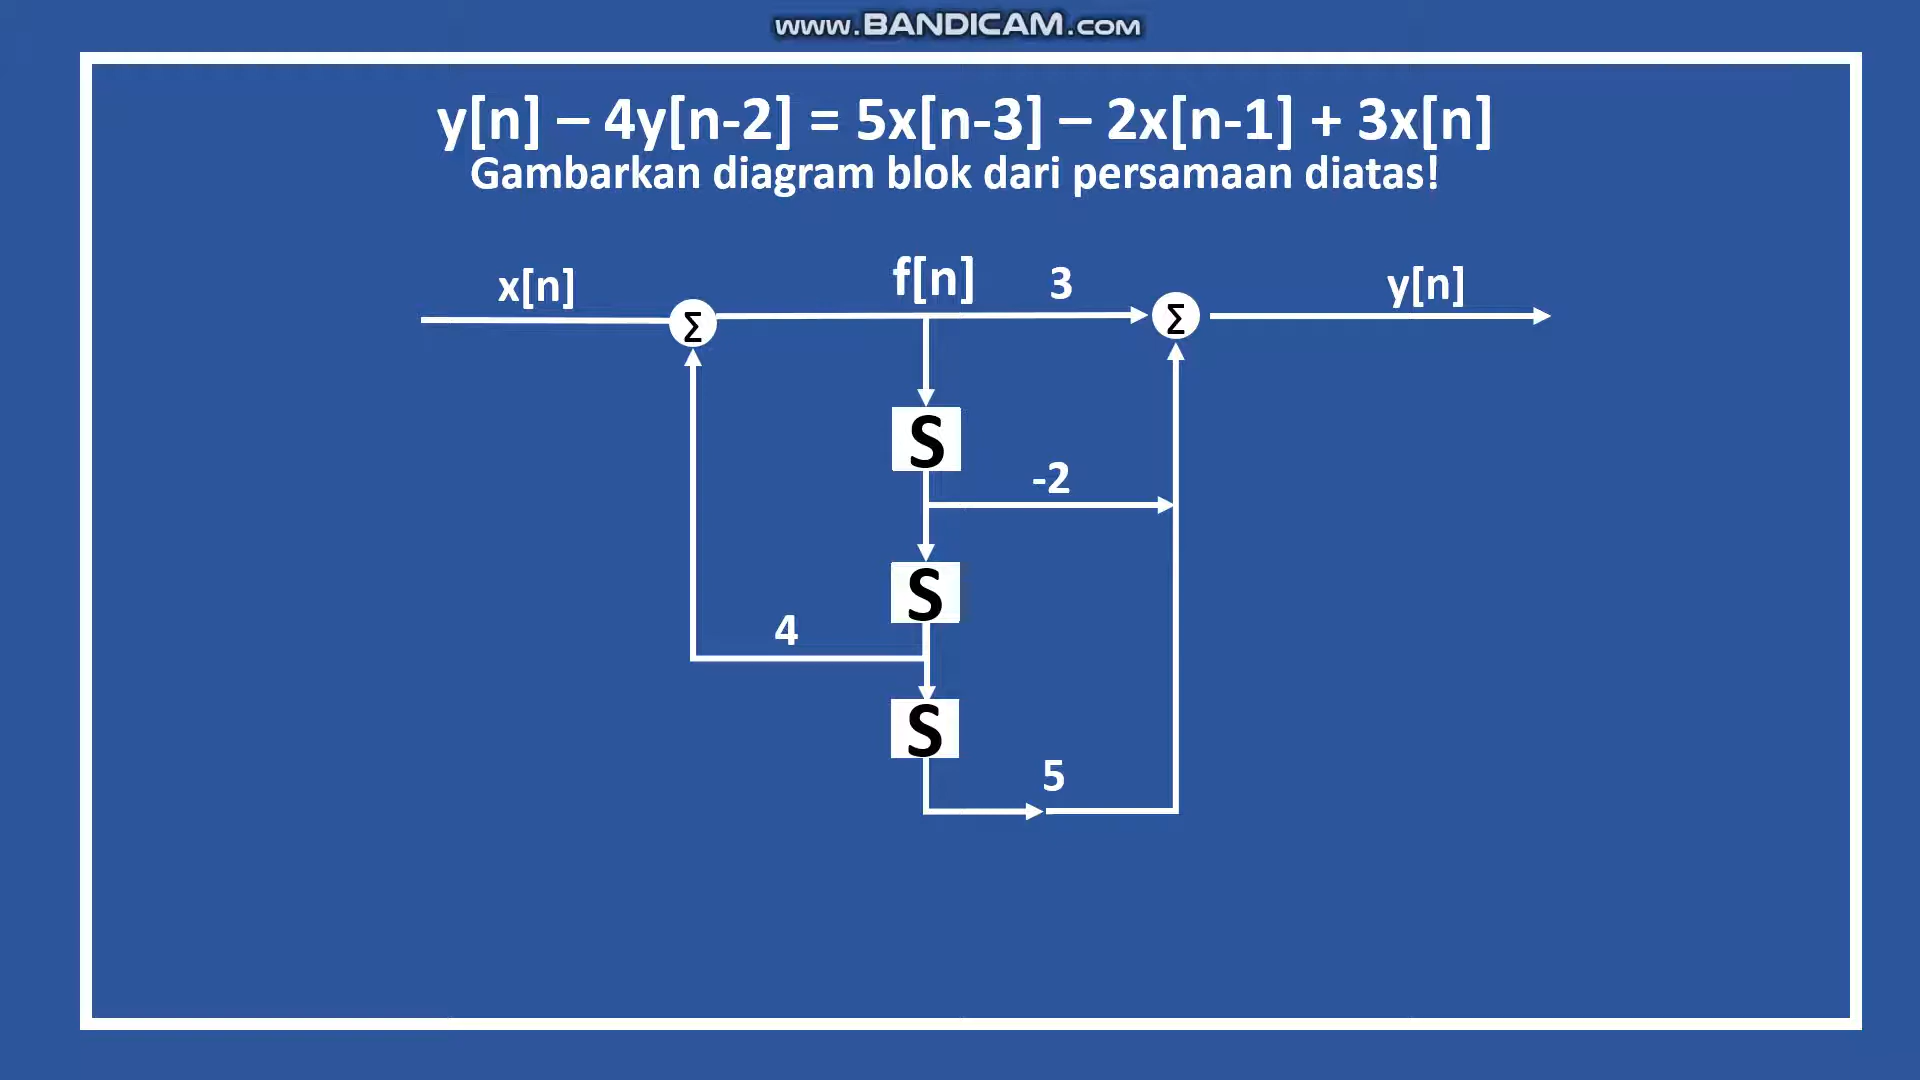 www.BANDICAM.com
y[n] – 4y[n-2] = 5x[n-3] – 2x[n-1] + 3x[n]
Gambarkan diagram blok dari persamaan diatas!
x[n]
f[n]
3
y[n]
Σ
Σ
S
-2
S
4
S
5